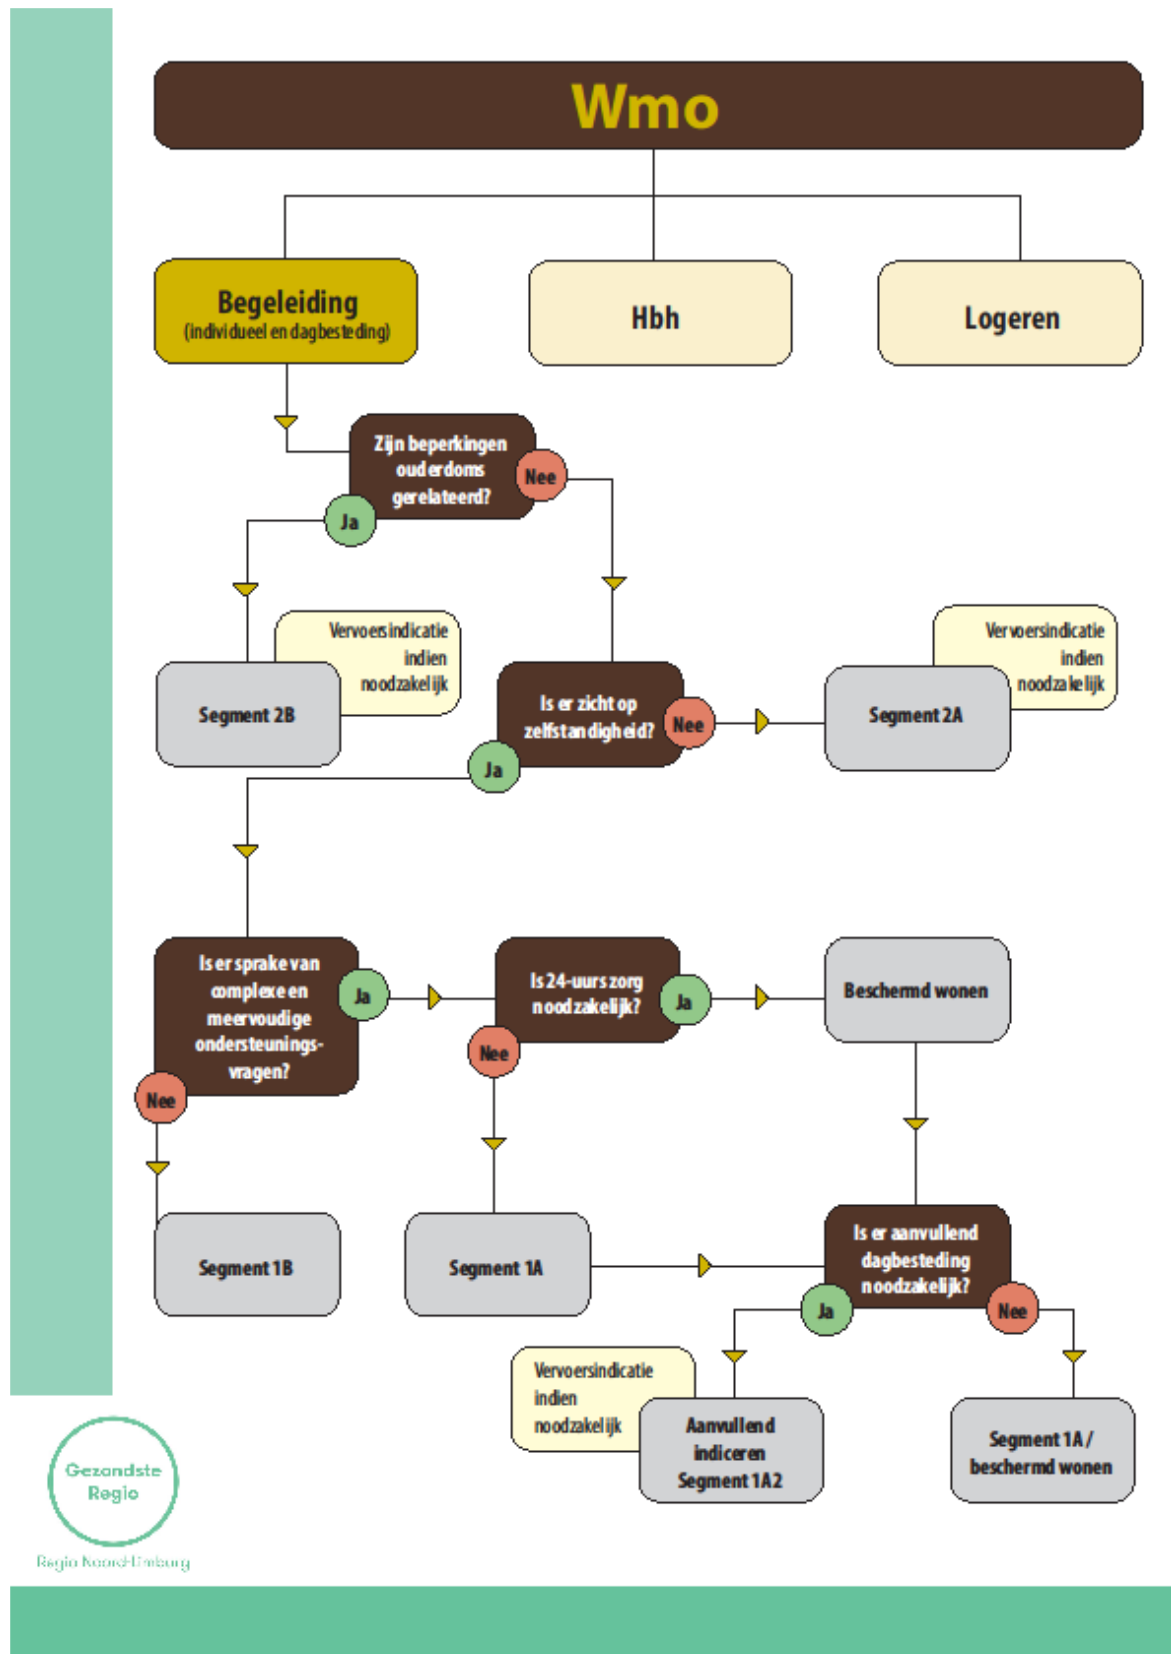 Wmo
Begeleiding
(individueel en dagbesteding)
Hbh
Logeren
Zijn beperkingen
ouderdoms
gerelateerd?
Nee
Ja
Vervoersindicatie
indien
noodzakelijk
Segment 2B
Is er zicht op
zelfstandigheid?
Nee
Ja
Vervoersindicatie
indien
noodzakelijk
Segment 2A
Is er sprake van
complexe en
meervoudige
ondersteunings-
vragen?
Ja
Nee
Is 24-uurs zorg
noodzakelijk?
Ja
Nee
Beschermd wonen
Segment 1B
Segment 1A
Is er aanvullend
dagbesteding
noodzakelijk?
Ja
Nee
Vervoersindicatie
indien
noodzakelijk
Aanvullend
indiceren
Segment 1A2
Segment 1A /
beschermd wonen
Gezondste
Regio
Regio Noord-Limburg